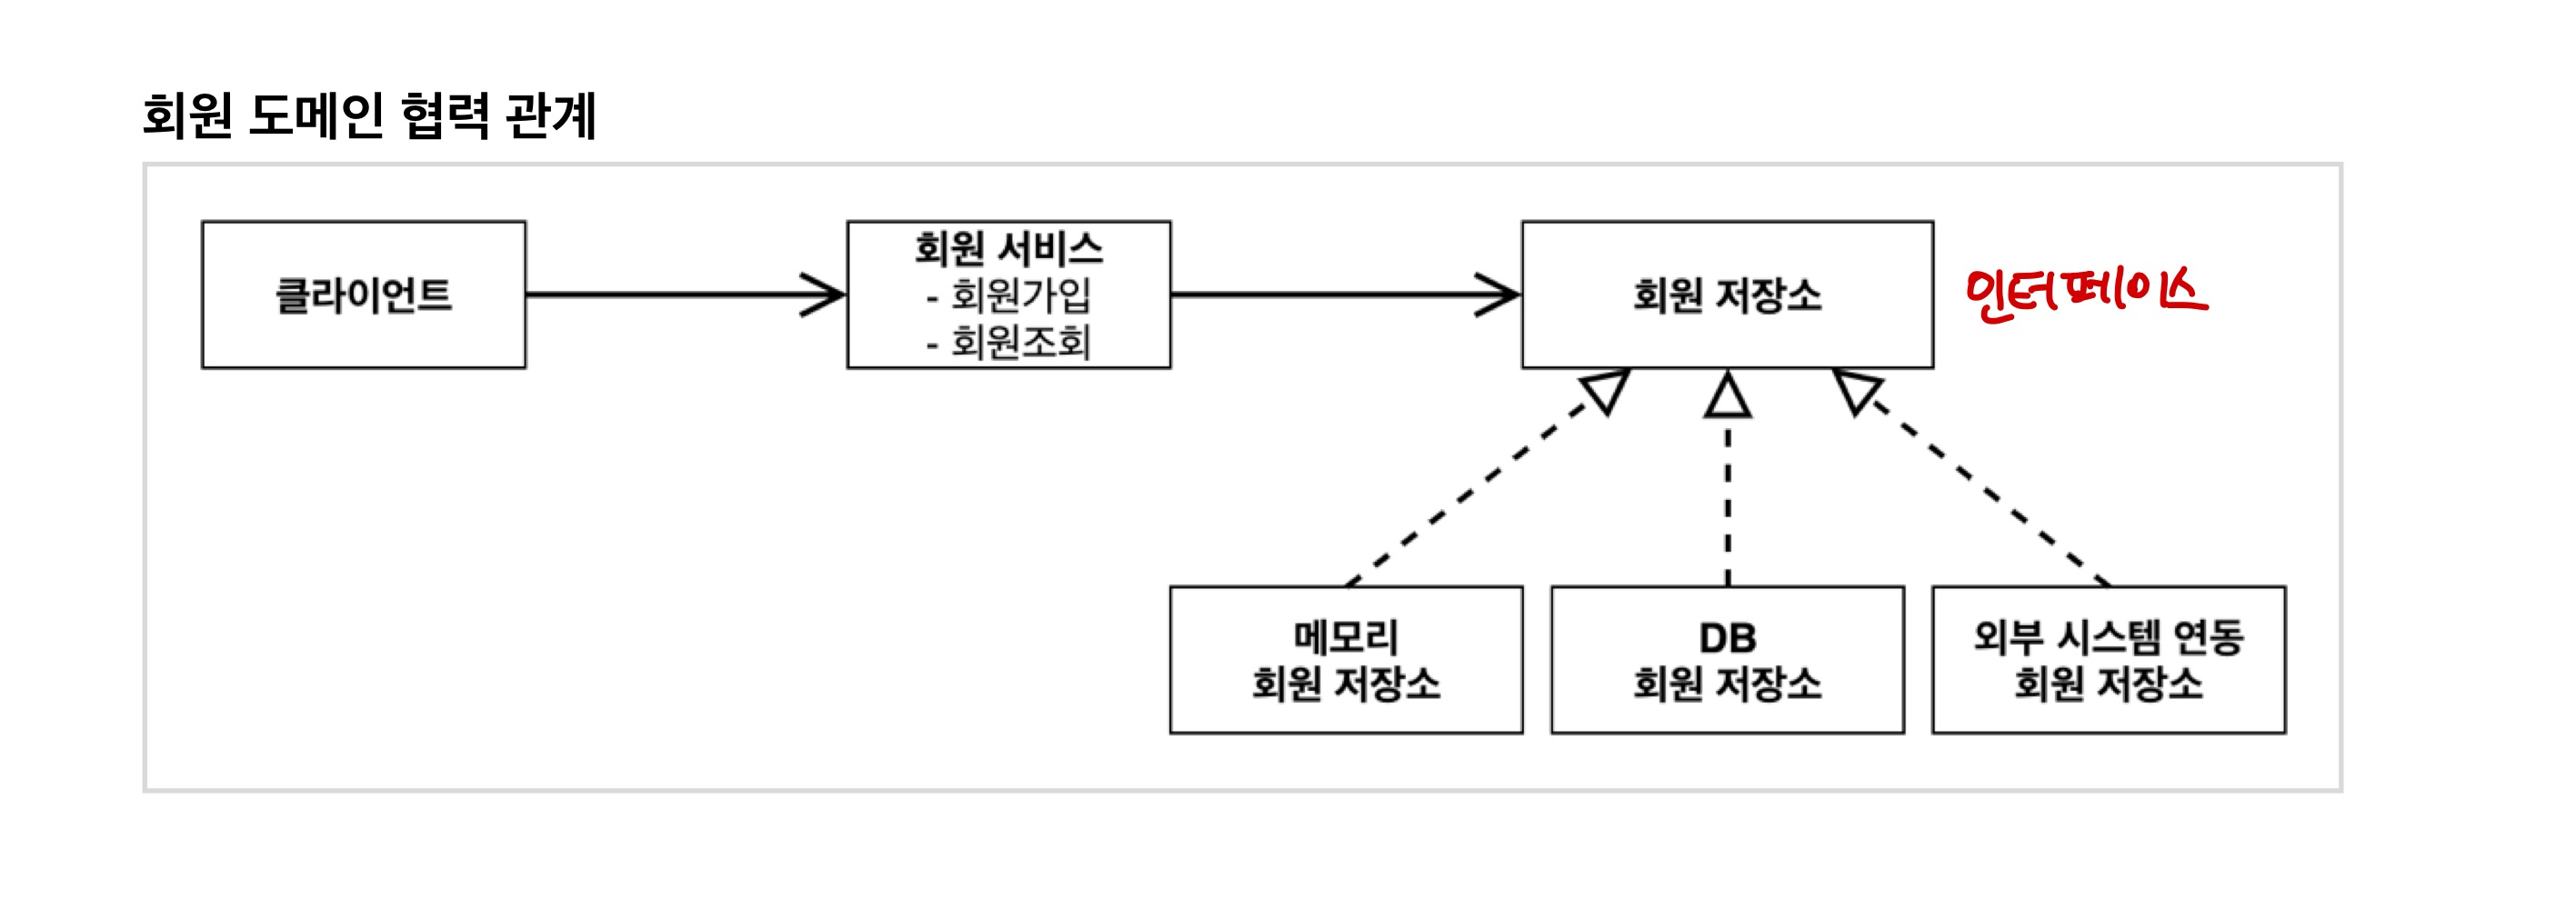 회원 도메인 협력 관계
클라이언트
회원 서비스
- 회원가입
- 회원조회
회원 저장소
인터페이스
메모리
회원 저장소
DB
회원 저장소
외부 시스템 연동
회원 저장소